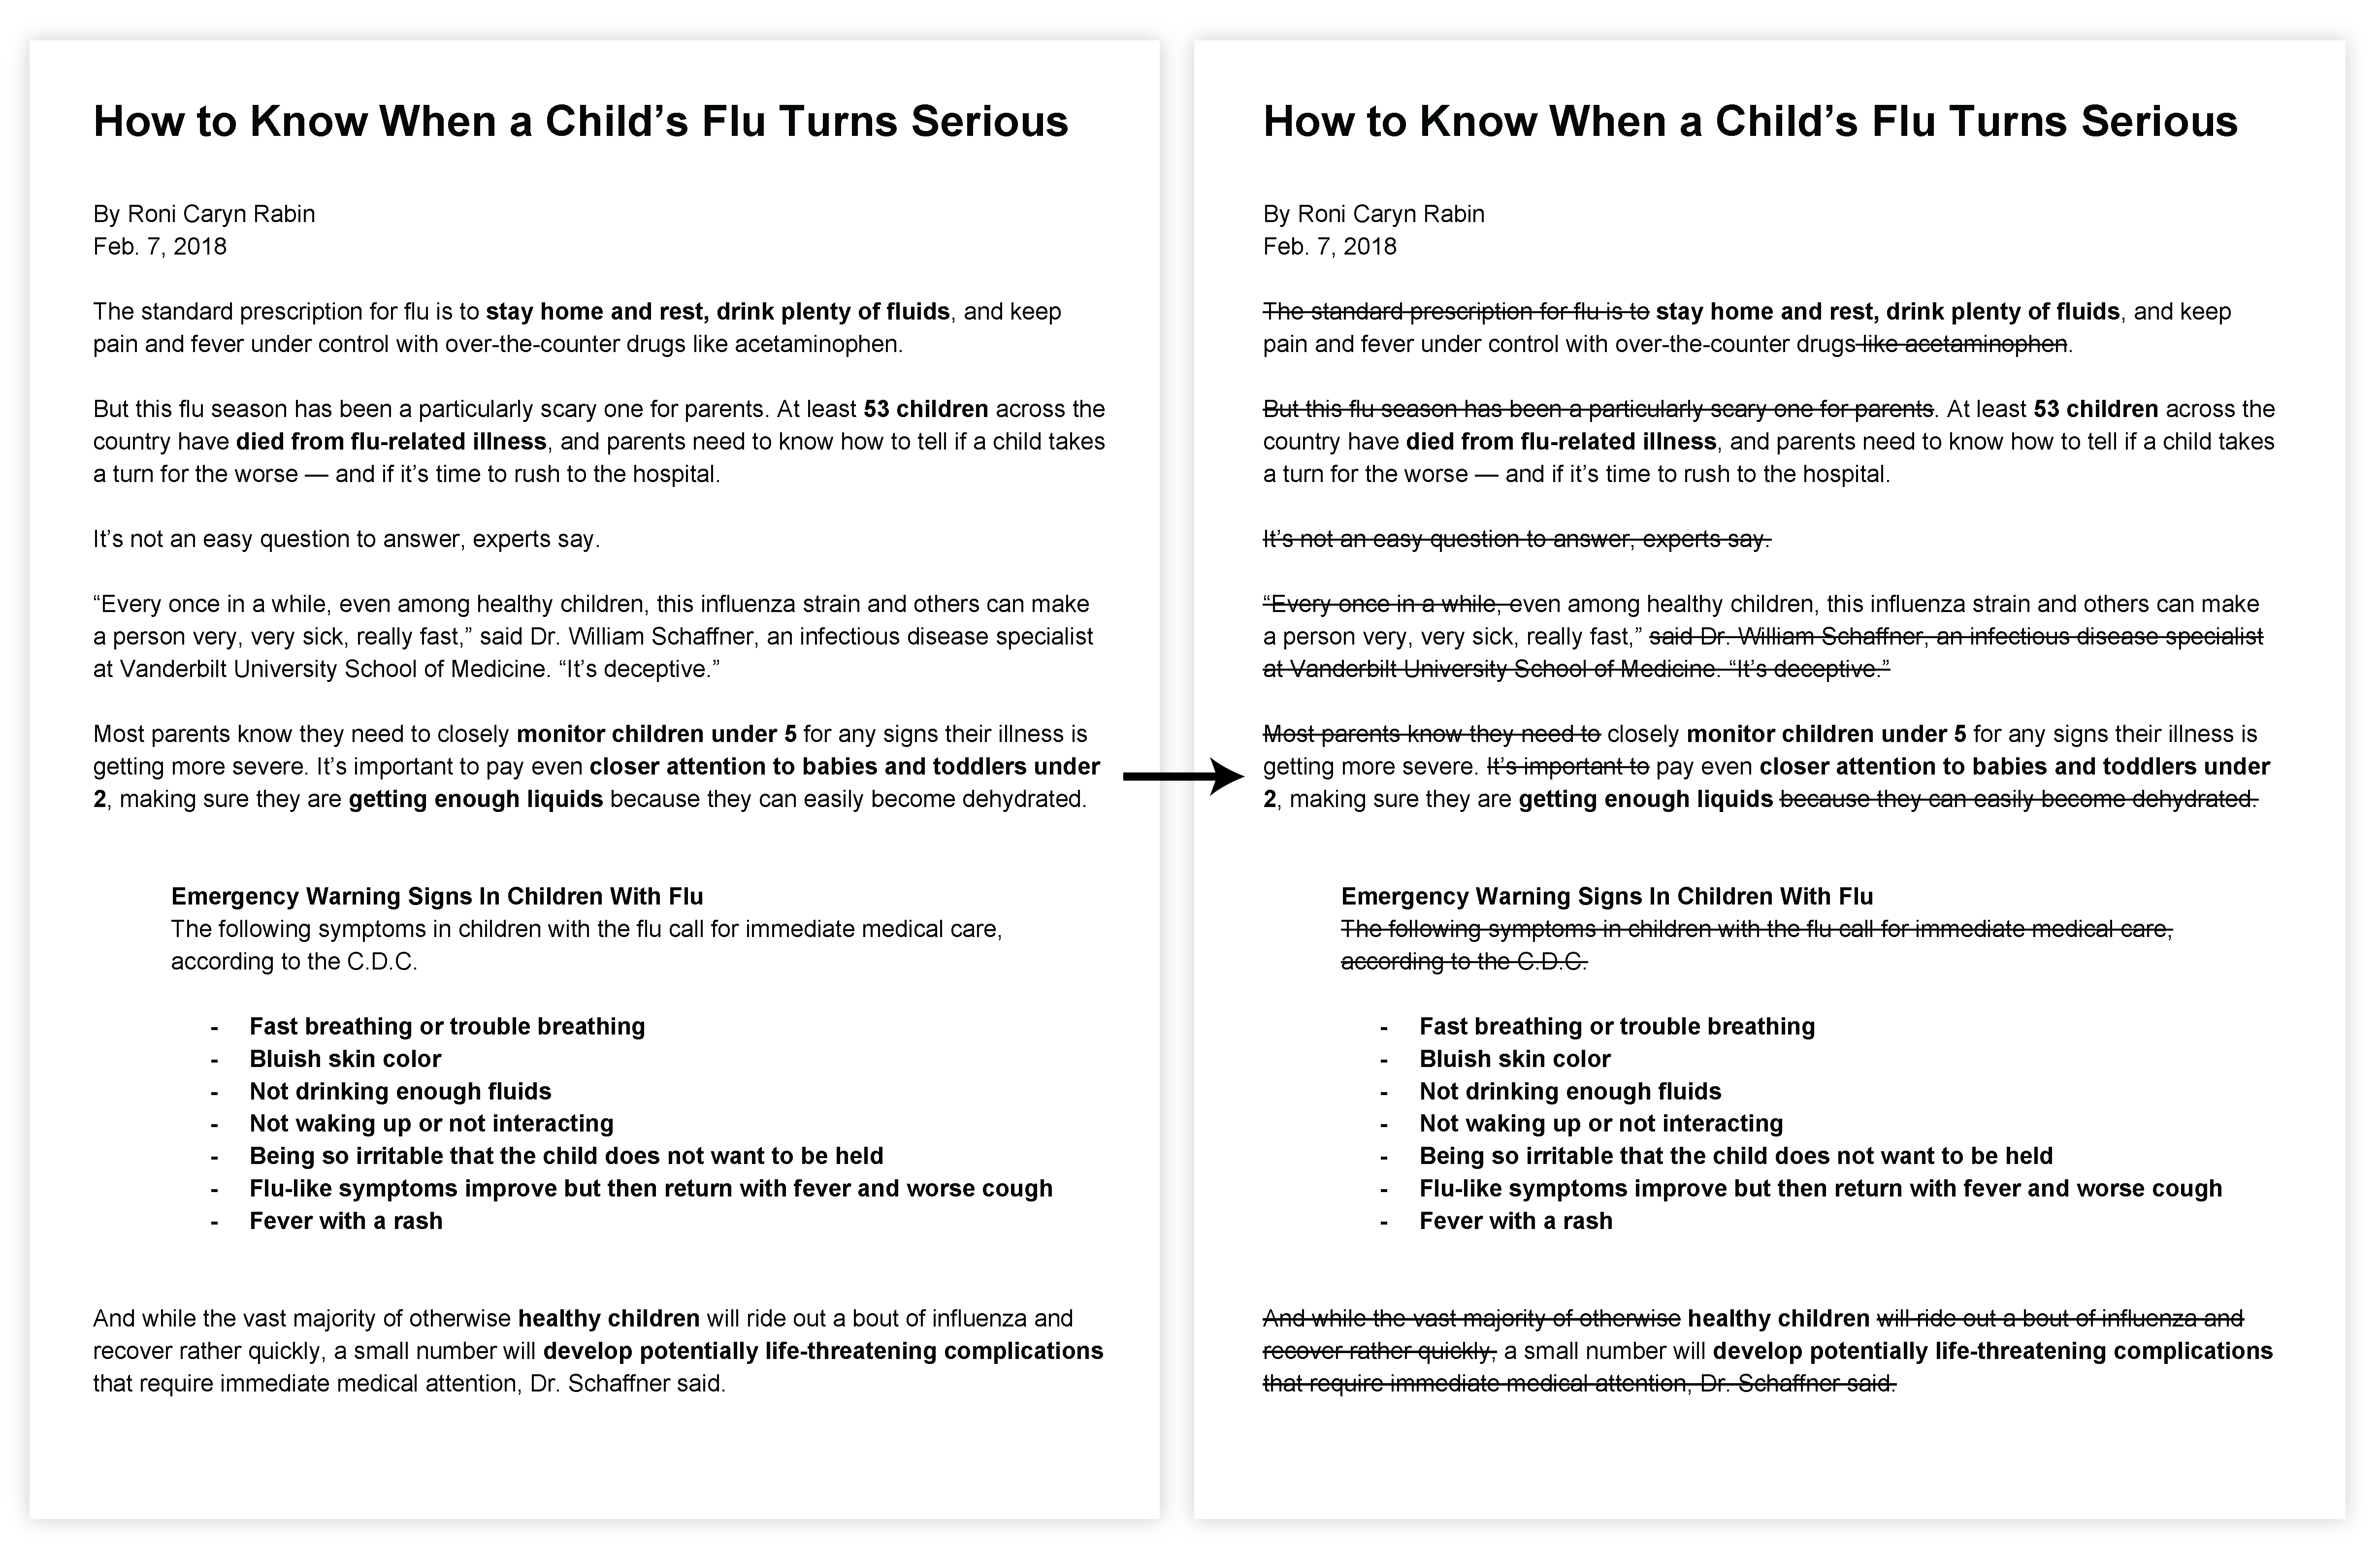 How to Know When a Child’s Flu Turns Serious
By Roni Caryn Rabin
Feb. 7, 2018
The standard prescription for flu is to stay home and rest, drink plenty of fluids, and keep
pain and fever under control with over-the-counter drugs like acetaminophen.
But this flu season has been a particularly scary one for parents. At least 53 children across the
country have died from flu-related illness, and parents need to know how to tell if a child takes
a turn for the worse — and if it’s time to rush to the hospital.
It’s not an easy question to answer, experts say.
“Every once in a while, even among healthy children, this influenza strain and others can make
a person very, very sick, really fast,” said Dr. William Schaffner, an infectious disease specialist
at Vanderbilt University School of Medicine. “It’s deceptive.”
Most parents know they need to closely monitor children under 5 for any signs their illness is
getting more severe. It’s important to pay even closer attention to babies and toddlers under
2, making sure they are getting enough liquids because they can easily become dehydrated.
Emergency Warning Signs In Children With Flu
The following symptoms in children with the flu call for immediate medical care,
according to the C.D.C.
- Fast breathing or trouble breathing
- Bluish skin color
- Not drinking enough fluids
- Not waking up or not interacting
- Being so irritable that the child does not want to be held
- Flu-like symptoms improve but then return with fever and worse cough
- Fever with a rash
And while the vast majority of otherwise healthy children will ride out a bout of influenza and
recover rather quickly, a small number will develop potentially life-threatening complications
that require immediate medical attention, Dr. Schaffner said.
How to Know When a Child’s Flu Turns Serious
By Roni Caryn Rabin
Feb. 7, 2018
The standard prescription for flu is to stay home and rest, drink plenty of fluids, and keep
pain and fever under control with over-the-counter drugs like acetaminophen.
But this flu season has been a particularly scary one for parents. At least 53 children across the
country have died from flu-related illness, and parents need to know how to tell if a child takes
a turn for the worse — and if it’s time to rush to the hospital.
It’s not an easy question to answer, experts say.
“Every once in a while, even among healthy children, this influenza strain and others can make
a person very, very sick, really fast,” said Dr. William Schaffner, an infectious disease specialist
at Vanderbilt University School of Medicine. “It’s deceptive.”
Most parents know they need to closely monitor children under 5 for any signs their illness is
getting more severe. It’s important to pay even closer attention to babies and toddlers under
2, making sure they are getting enough liquids because they can easily become dehydrated.
Emergency Warning Signs In Children With Flu
The following symptoms in children with the flu call for immediate medical care,
according to the C.D.C.
- Fast breathing or trouble breathing
- Bluish skin color
- Not drinking enough fluids
- Not waking up or not interacting
- Being so irritable that the child does not want to be held
- Flu-like symptoms improve but then return with fever and worse cough
- Fever with a rash
And while the vast majority of otherwise healthy children will ride out a bout of influenza and
recover rather quickly, a small number will develop potentially life-threatening complications
that require immediate medical attention, Dr. Schaffner said.